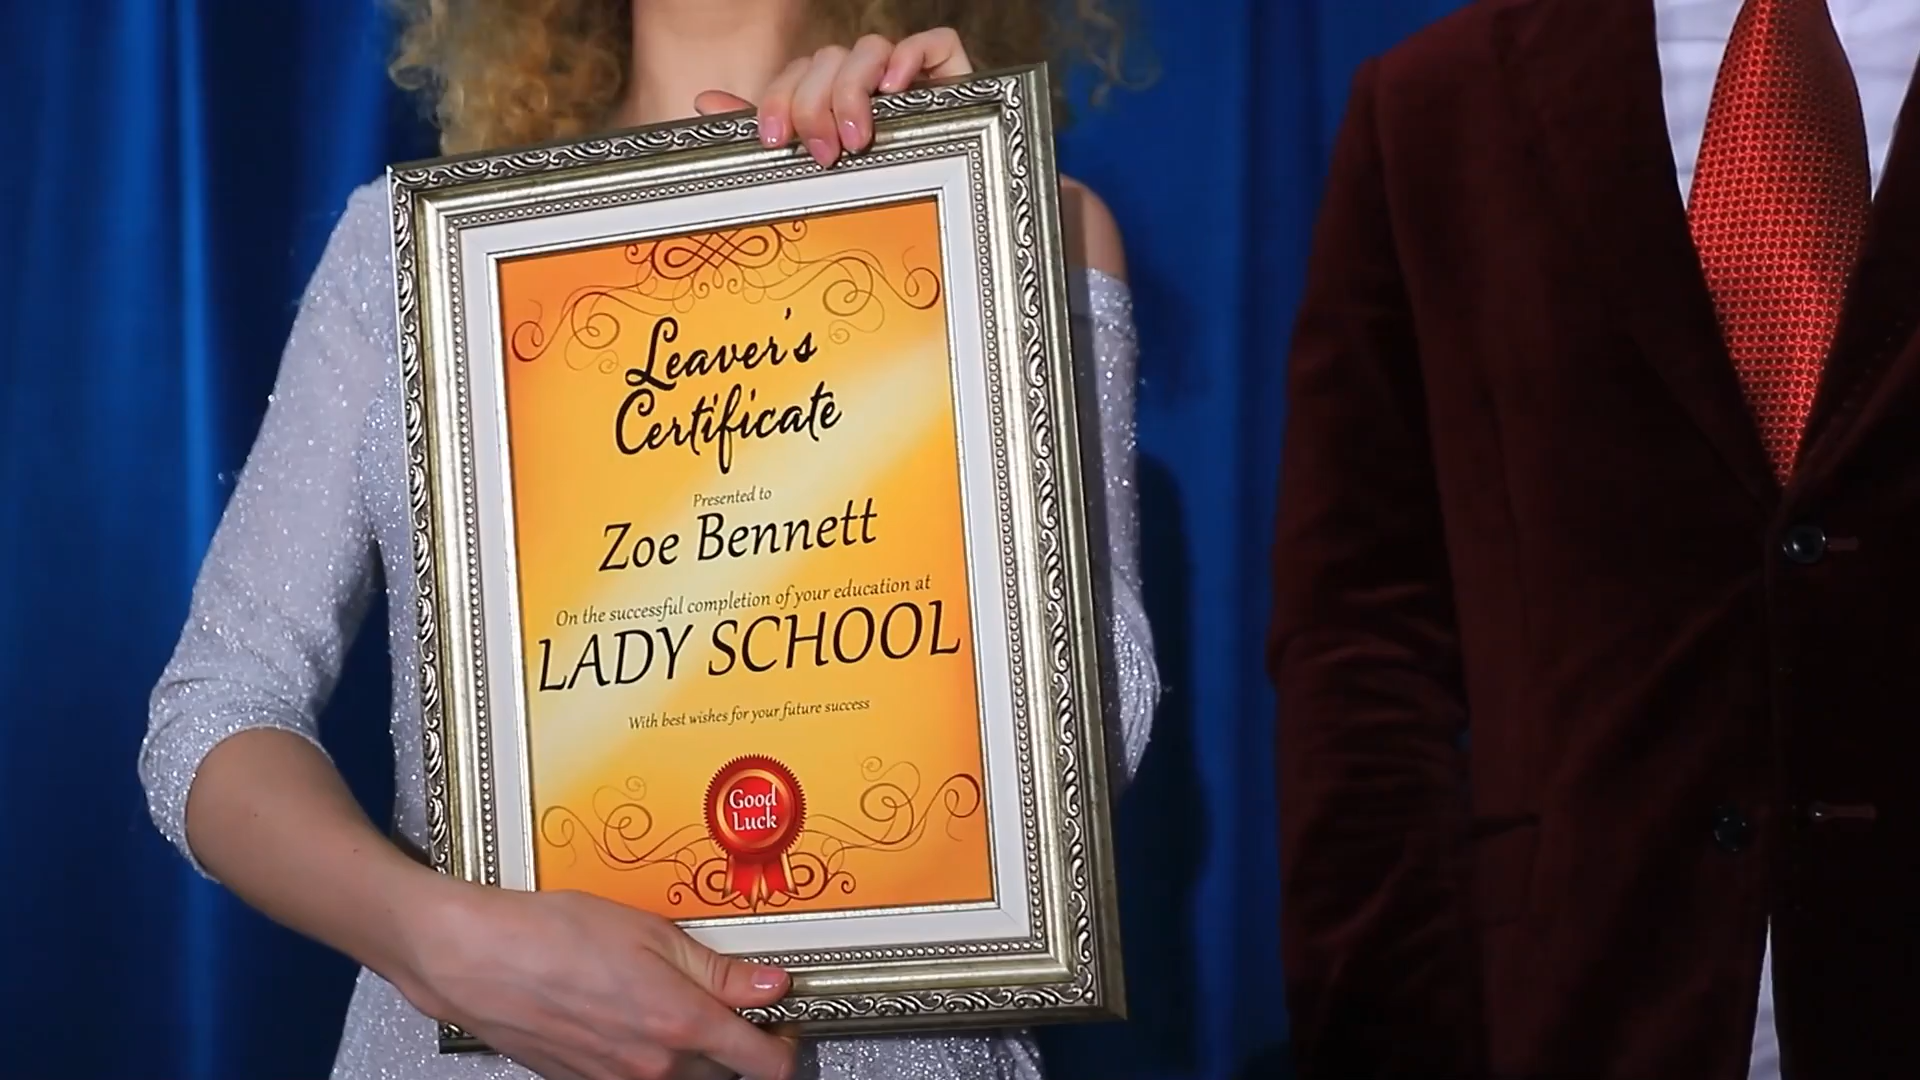 Leaver's
Certificate
Presented to
Zoe Bennett
On the successful completion of your education at
LADY SCHOOL
With best wishes for your future success
Good
Luck